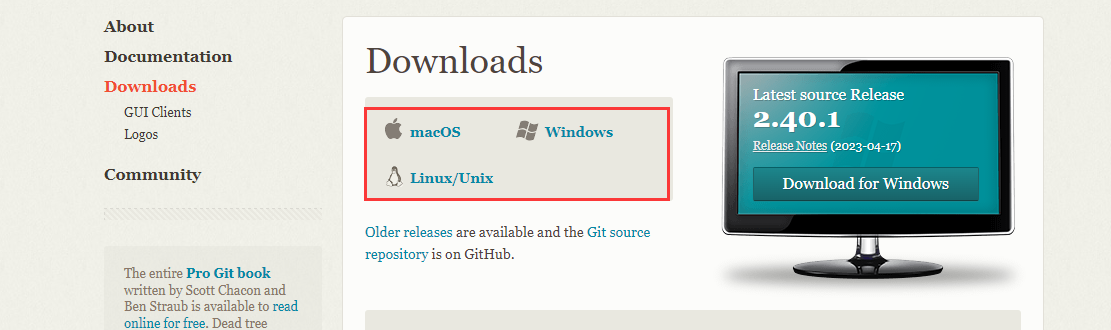 About
Documentation
Downloads
GUI Clients
Logos
Community
The entire Pro Git book
written by Scott Chacon and
Ben Straub is available to read
online for free. Dead tree
Downloads
macOS
Windows
Linux/Unix
Older releases are available and the Git source
repository is on GitHub.
Latest source Release
2.40.1
Release Notes (2023-04-17)
Download for Windows